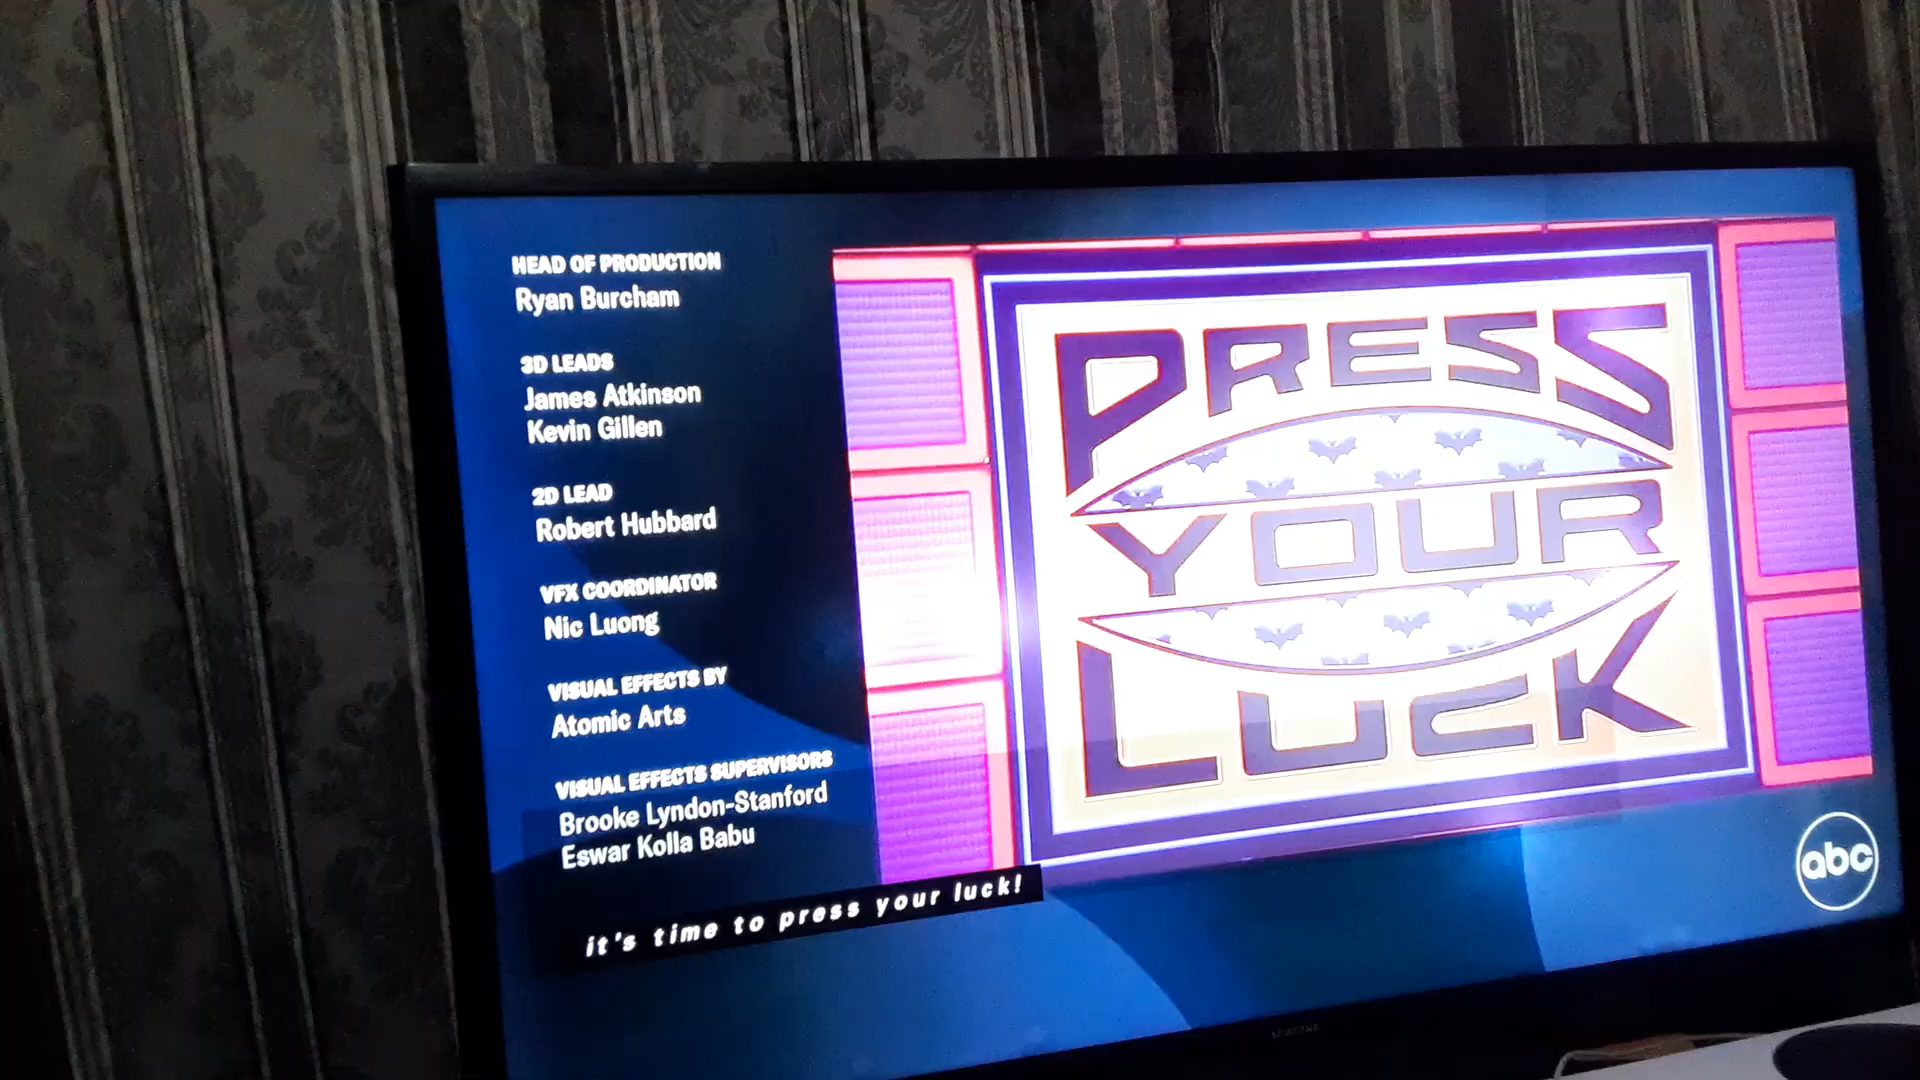 HEAD OF PRODUCTION
Ryan Burcham
3D LEADS
James Atkinson
Kevin Gillen
2D LEAD
Robert Hubbard
VFX COORDINATOR
Nic Luong
VISUAL EFFECTS BY
Atomic Arts
VISUAL EFFECTS SUPERVISORS
Brooke Lyndon-Stanford
Eswar Kolla Babu
it's time to press your luck!
PRESS
YOUR
LUCK
abc
SAMSUNG